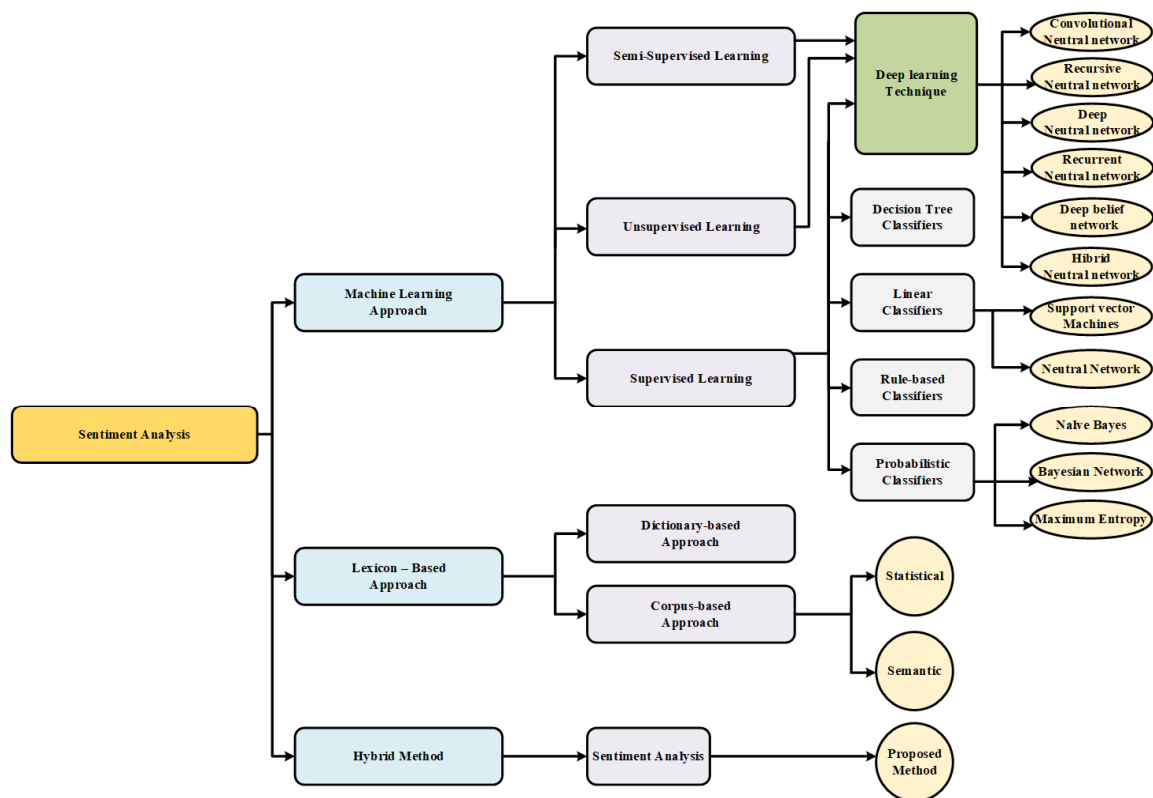 Sentiment Analysis
Machine Learning
Approach
Lexicon – Based
Approach
Hybrid Method
Semi-Supervised Learning
Unsupervised Learning
Supervised Learning
Dictionary-based
Approach
Corpus-based
Approach
Sentiment Analysis
Deep learning
Technique
Decision Tree
Classifiers
Linear
Classifiers
Rule-based
Classifiers
Probabilistic
Classifiers
Statistical
Semantic
Proposed
Method
Convolutional
Neutral network
Recursive
Neutral network
Deep
Neutral network
Recurrent
Neutral network
Deep belief
network
Hibrid
Neutral network
Support vector
Machines
Neutral Network
Nalve Bayes
Bayesian Network
Maximum Entropy